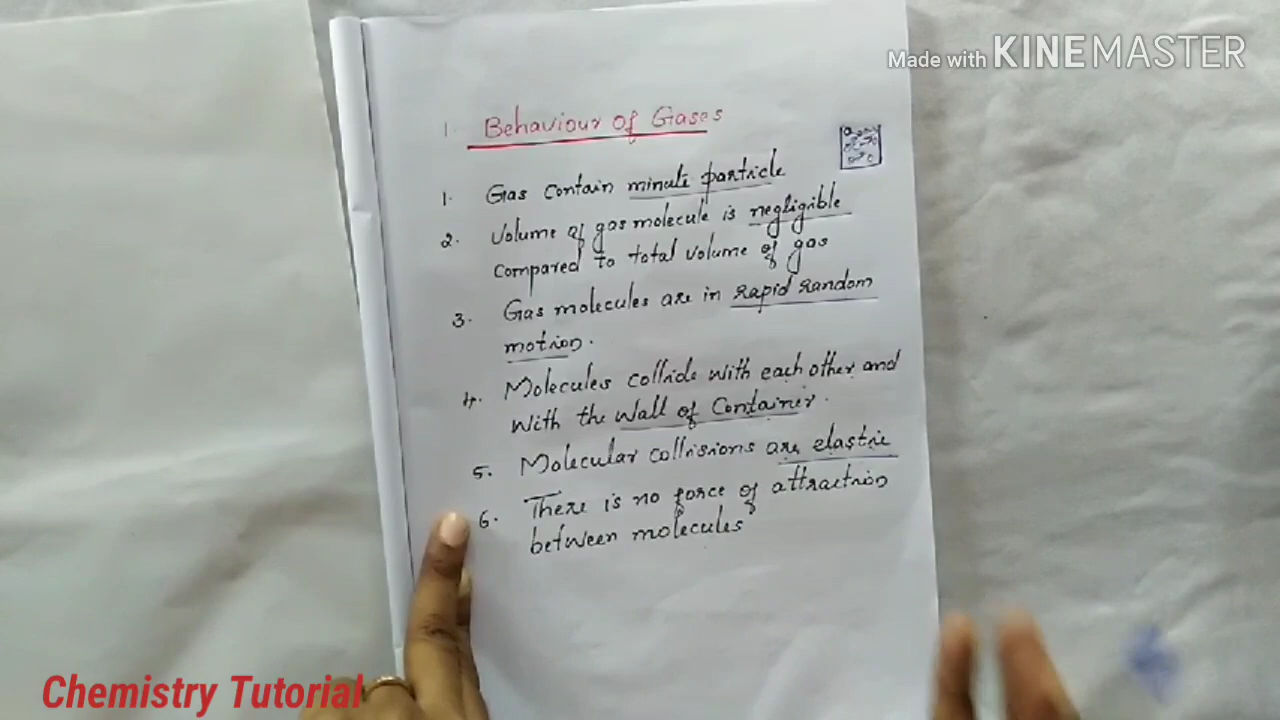 Made with KINEMASTER
1. Behaviour of Gases
1. Gas contain minute particle
2. Volume of gas molecule is negligible
compared to total volume of gas
3. Gas molecules are in rapid random
motion.
4. Molecules collide with each other and
with the wall of container.
5. Molecular collisions are elastic
6. There is no force of attraction
between molecules
Chemistry Tutorial